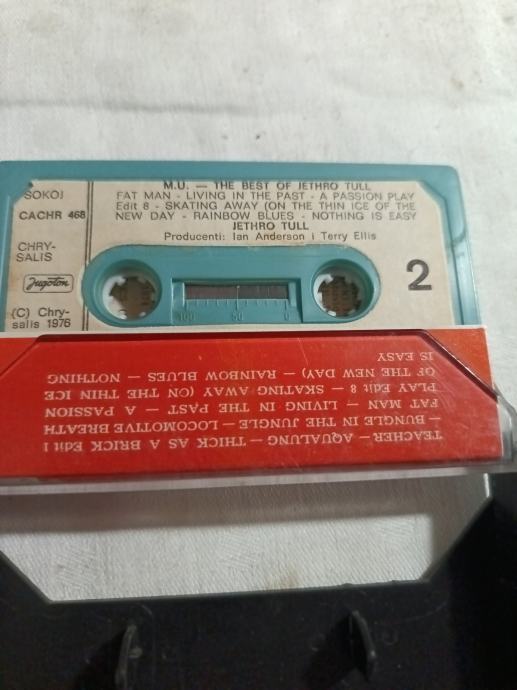 M.U. — THE BEST OF JETHRO TULL
FAT MAN - LIVING IN THE PAST - A PASSION PLAY
Edit 8 - SKATING AWAY (ON THE THIN ICE OF THE
NEW DAY - RAINBOW BLUES - NOTHING IS EASY
JETHRO TULL
Producenti: Ian Anderson i Terry Ellis
SOKOJ
CACHR 468
CHRY-
SALIS
Jugoton
(C) Chry-
salis 1976
2
100 50 0
TEACHER — AQUALUNG — THICK AS A BRICK Edit 1
— BUNGLE IN THE JUNGLE — LOCOMOTIVE BREATH
FAT MAN — LIVING IN THE PAST — A PASSION
PLAY Edit 8 — SKATING AWAY (ON THE THIN ICE
OF THE NEW DAY) — RAINBOW BLUES — NOTHING
IS EASY